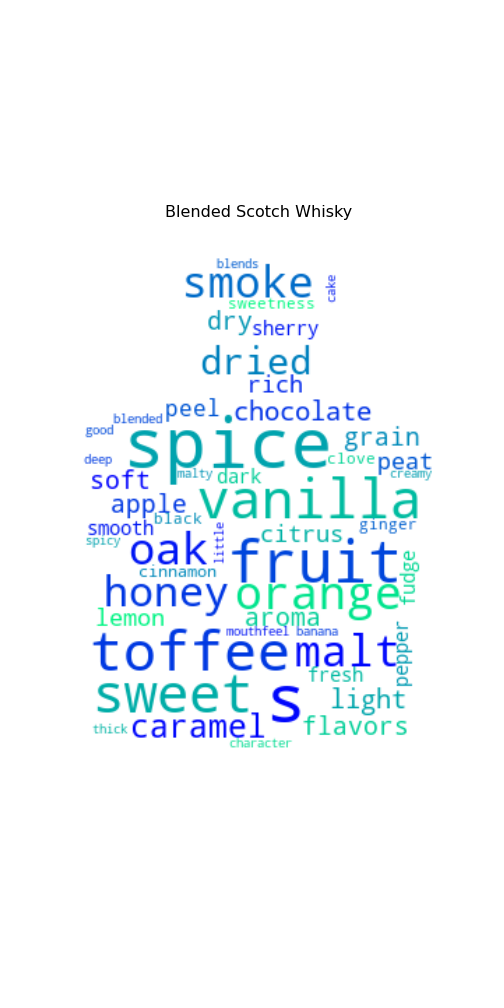 Blended Scotch Whisky
blends
smoke
cake
sweetness
dry
sherry
dried
rich
peel
chocolate
blended
good
spice
grain
deep
clove
peat
malty
dark
creamy
soft
vanilla
apple
black
smooth
little
citrus
ginger
spicy
oak
fruit
cinnamon
fudge
honey
orange
lemon
aroma
mouthfeel
banana
toffee
malt
pepper
fresh
sweet
s
light
thick
caramel
flavors
character